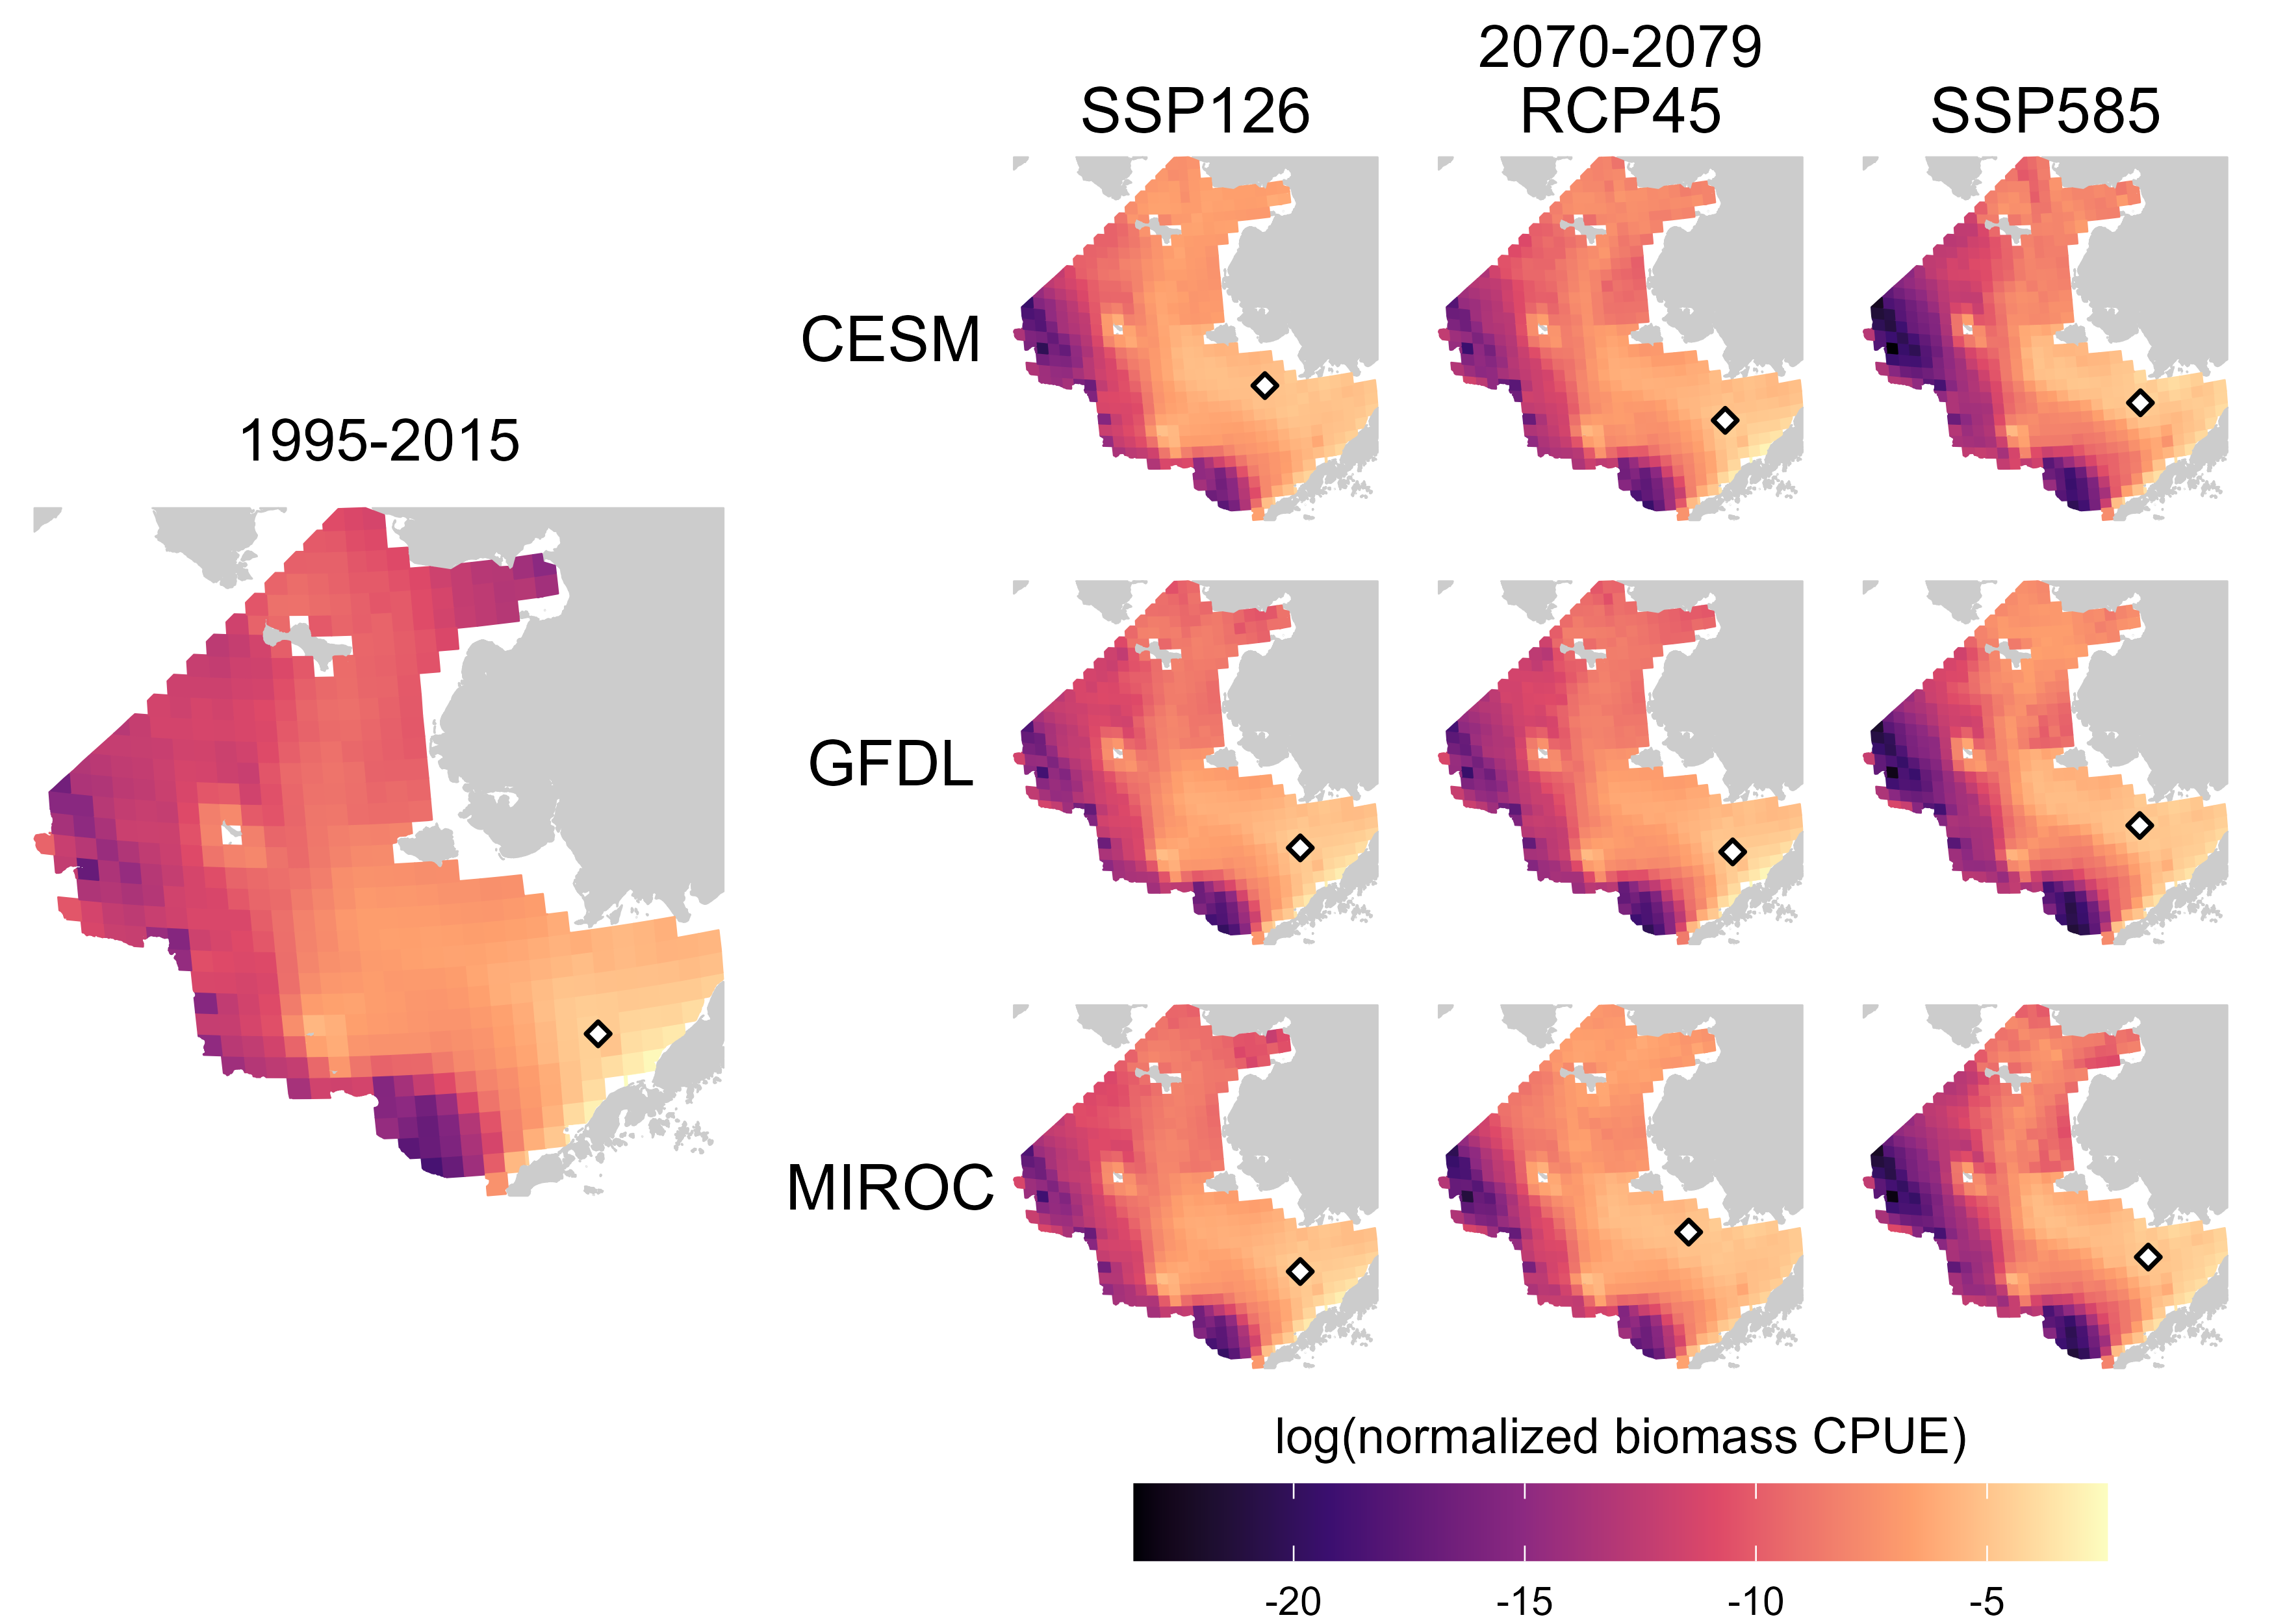 2070-2079
SSP126 RCP45 SSP585
CESM
1995-2015
GFDL
MIROC
log(normalized biomass CPUE)
-20 -15 -10 -5